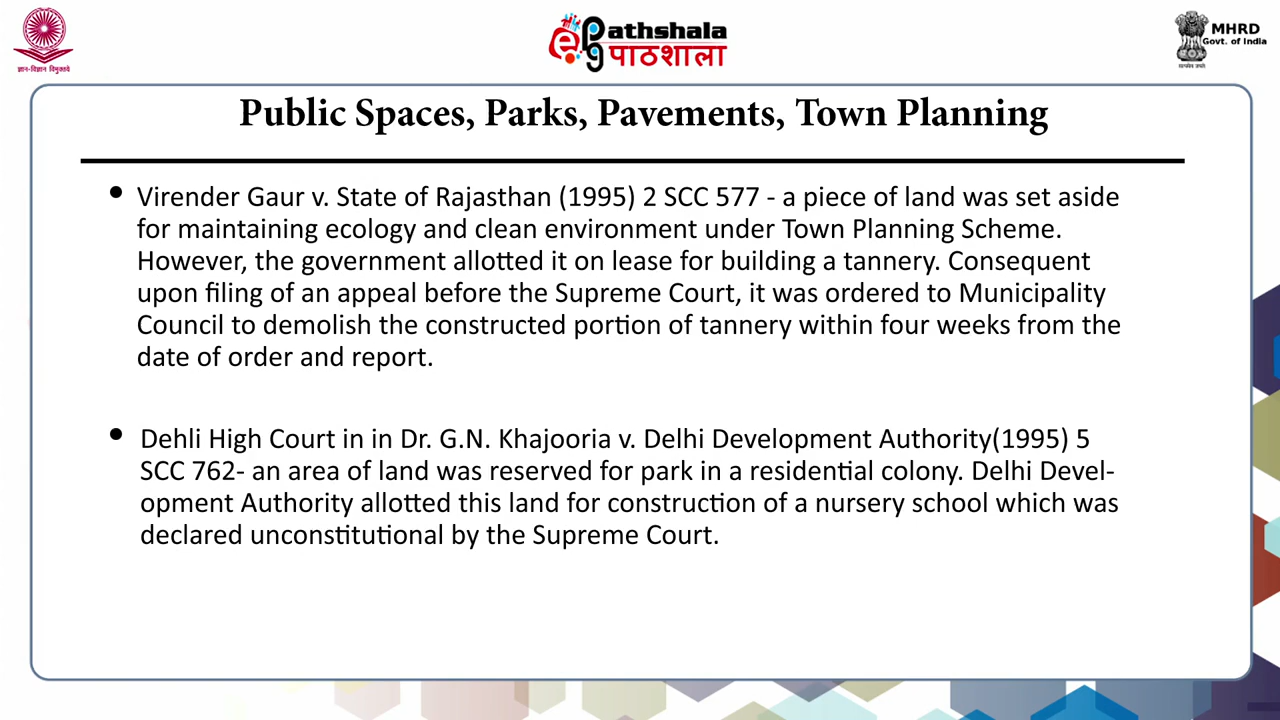 ज्ञान-विज्ञान विमुक्तये
ePG Pathshala
पाठशाला
MHRD
Govt. of India
सत्यमेव जयते
Public Spaces, Parks, Pavements, Town Planning
• Virender Gaur v. State of Rajasthan (1995) 2 SCC 577 - a piece of land was set aside
for maintaining ecology and clean environment under Town Planning Scheme.
However, the government allotted it on lease for building a tannery. Consequent
upon filing of an appeal before the Supreme Court, it was ordered to Municipality
Council to demolish the constructed portion of tannery within four weeks from the
date of order and report.
• Dehli High Court in in Dr. G.N. Khajooria v. Delhi Development Authority(1995) 5
SCC 762- an area of land was reserved for park in a residential colony. Delhi Devel-
opment Authority allotted this land for construction of a nursery school which was
declared unconstitutional by the Supreme Court.